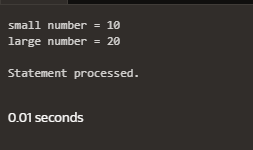 small number = 10
large number = 20
Statement processed.
0.01 seconds